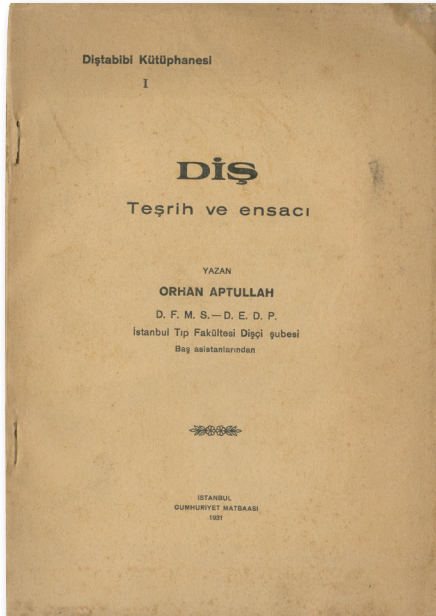 Diştabibi Kütüphanesi
I
DİŞ
Teşrih ve ensacı
YAZAN
ORHAN APTULLAH
D. F. M. S.—D. E. D. P.
İstanbul Tıp Fakültesi Dişçi şubesi
Baş asistanlarından
ISTANBUL
CUMHURİYET MATBAASI
1931